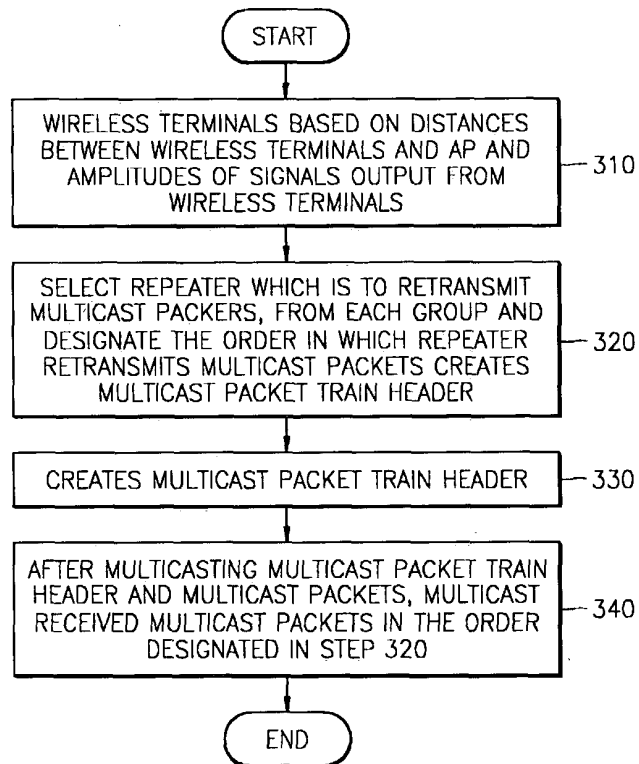 START
WIRELESS TERMINALS BASED ON DISTANCES
BETWEEN WIRELESS TERMINALS AND AP AND
AMPLITUDES OF SIGNALS OUTPUT FROM
WIRELESS TERMINALS
310
SELECT REPEATER WHICH IS TO RETRANSMIT
MULTICAST PACKERS, FROM EACH GROUP AND
DESIGNATE THE ORDER IN WHICH REPEATER
RETRANSMITS MULTICAST PACKETS CREATES
MULTICAST PACKET TRAIN HEADER
320
CREATES MULTICAST PACKET TRAIN HEADER
330
AFTER MULTICASTING MULTICAST PACKET TRAIN
HEADER AND MULTICAST PACKETS, MULTICAST
RECEIVED MULTICAST PACKETS IN THE ORDER
DESIGNATED IN STEP 320
340
END